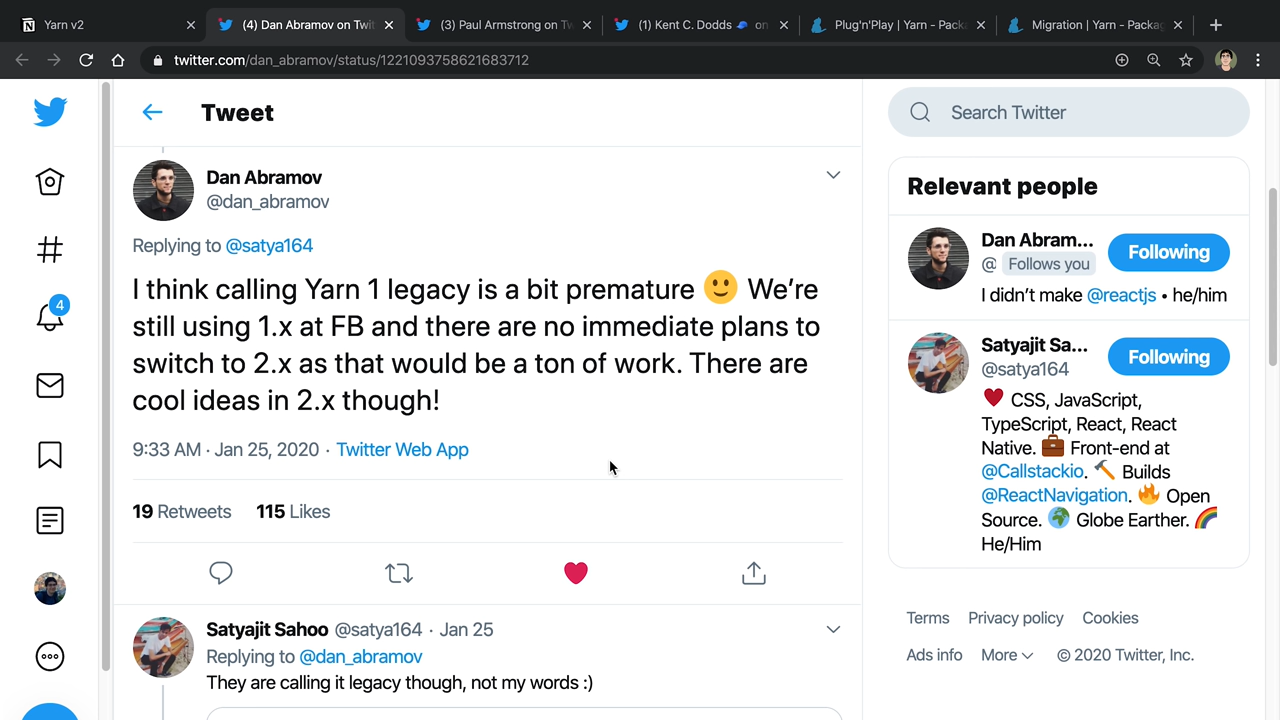 Yarn v2
(4) Dan Abramov on Twit
(3) Paul Armstrong on Tw
(1) Kent C. Dodds 🧢 on
Plug'n'Play | Yarn - Packa
Migration | Yarn - Packag
twitter.com/dan_abramov/status/1221093758621683712
Tweet
Search Twitter
4
Dan Abramov
@dan_abramov
Replying to @satya164
I think calling Yarn 1 legacy is a bit premature 🙂 We're
still using 1.x at FB and there are no immediate plans to
switch to 2.x as that would be a ton of work. There are
cool ideas in 2.x though!
9:33 AM · Jan 25, 2020 · Twitter Web App
19 Retweets 115 Likes
Satyajit Sahoo @satya164 · Jan 25
Replying to @dan_abramov
They are calling it legacy though, not my words :)
Relevant people
Dan Abram...
@ Follows you
Following
I didn't make @reactjs • he/him
Satyajit Sa...
@satya164
Following
❤️ CSS, JavaScript,
TypeScript, React, React
Native. 💼 Front-end at
@Callstackio. 🔨 Builds
@ReactNavigation. 🔥 Open
Source. 🌍 Globe Earther. 🌈
He/Him
Terms Privacy policy Cookies
Ads info More © 2020 Twitter, Inc.